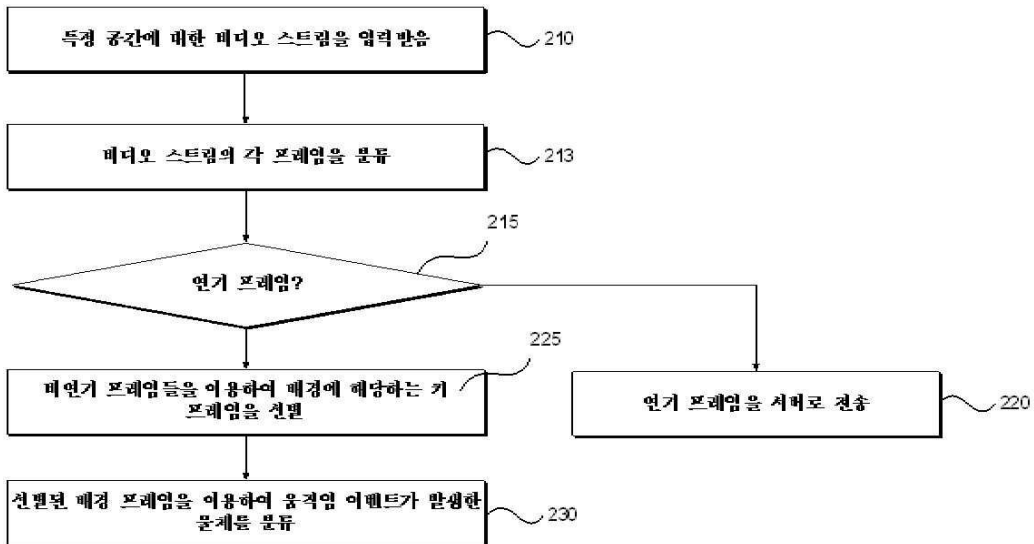 특정 공간에 대한 비디오 스트림을 입력받음
210
비디오 스트림의 각 프레임을 분류
213
215
연기 프레임?
225
비연기 프레임들을 이용하여 배경에 해당하는 키
프레임을 선별
연기 프레임을 서버로 전송
220
선별된 배경 프레임을 이용하여 움직임 이벤트가 발생한
물체를 분류
230